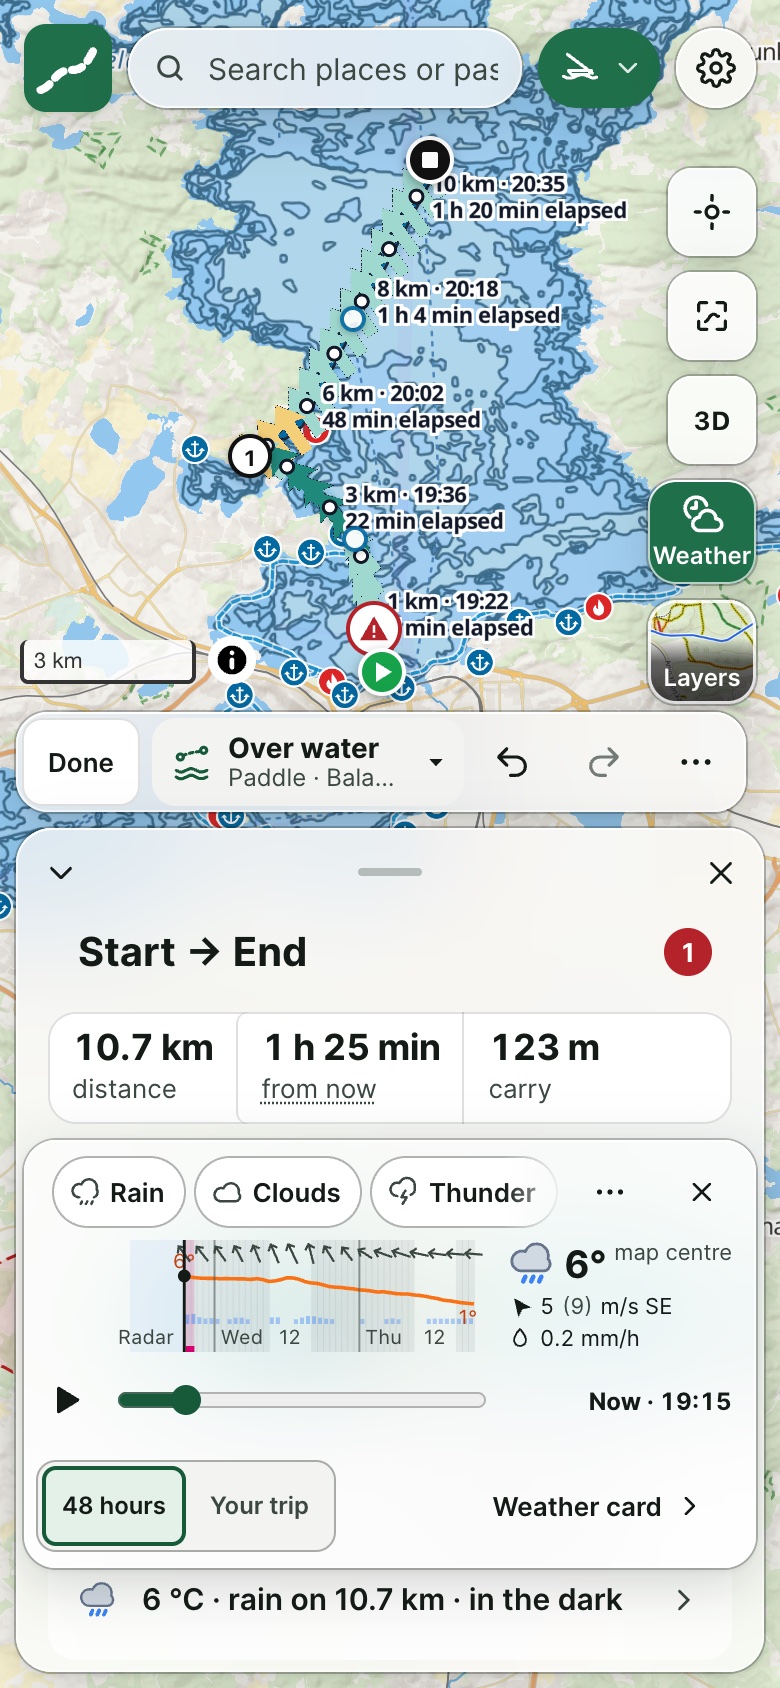 Search places or pas
10 km · 20:35
1 h 20 min elapsed
8 km · 20:18
1 h 4 min elapsed
3D
6 km · 20:02
48 min elapsed
1
3 km · 19:36
22 min elapsed
Weather
1 km · 19:22
min elapsed
3 km
Layers
Done
Over water
Paddle · Bala...
Start → End
1
10.7 km
distance
1 h 25 min
from now
123 m
carry
Rain
Clouds
Thunder
6°
1°
Radar
Wed
12
Thu
12
6° map centre
5 (9) m/s SE
0.2 mm/h
Now · 19:15
48 hours
Your trip
Weather card
6 °C · rain on 10.7 km · in the dark